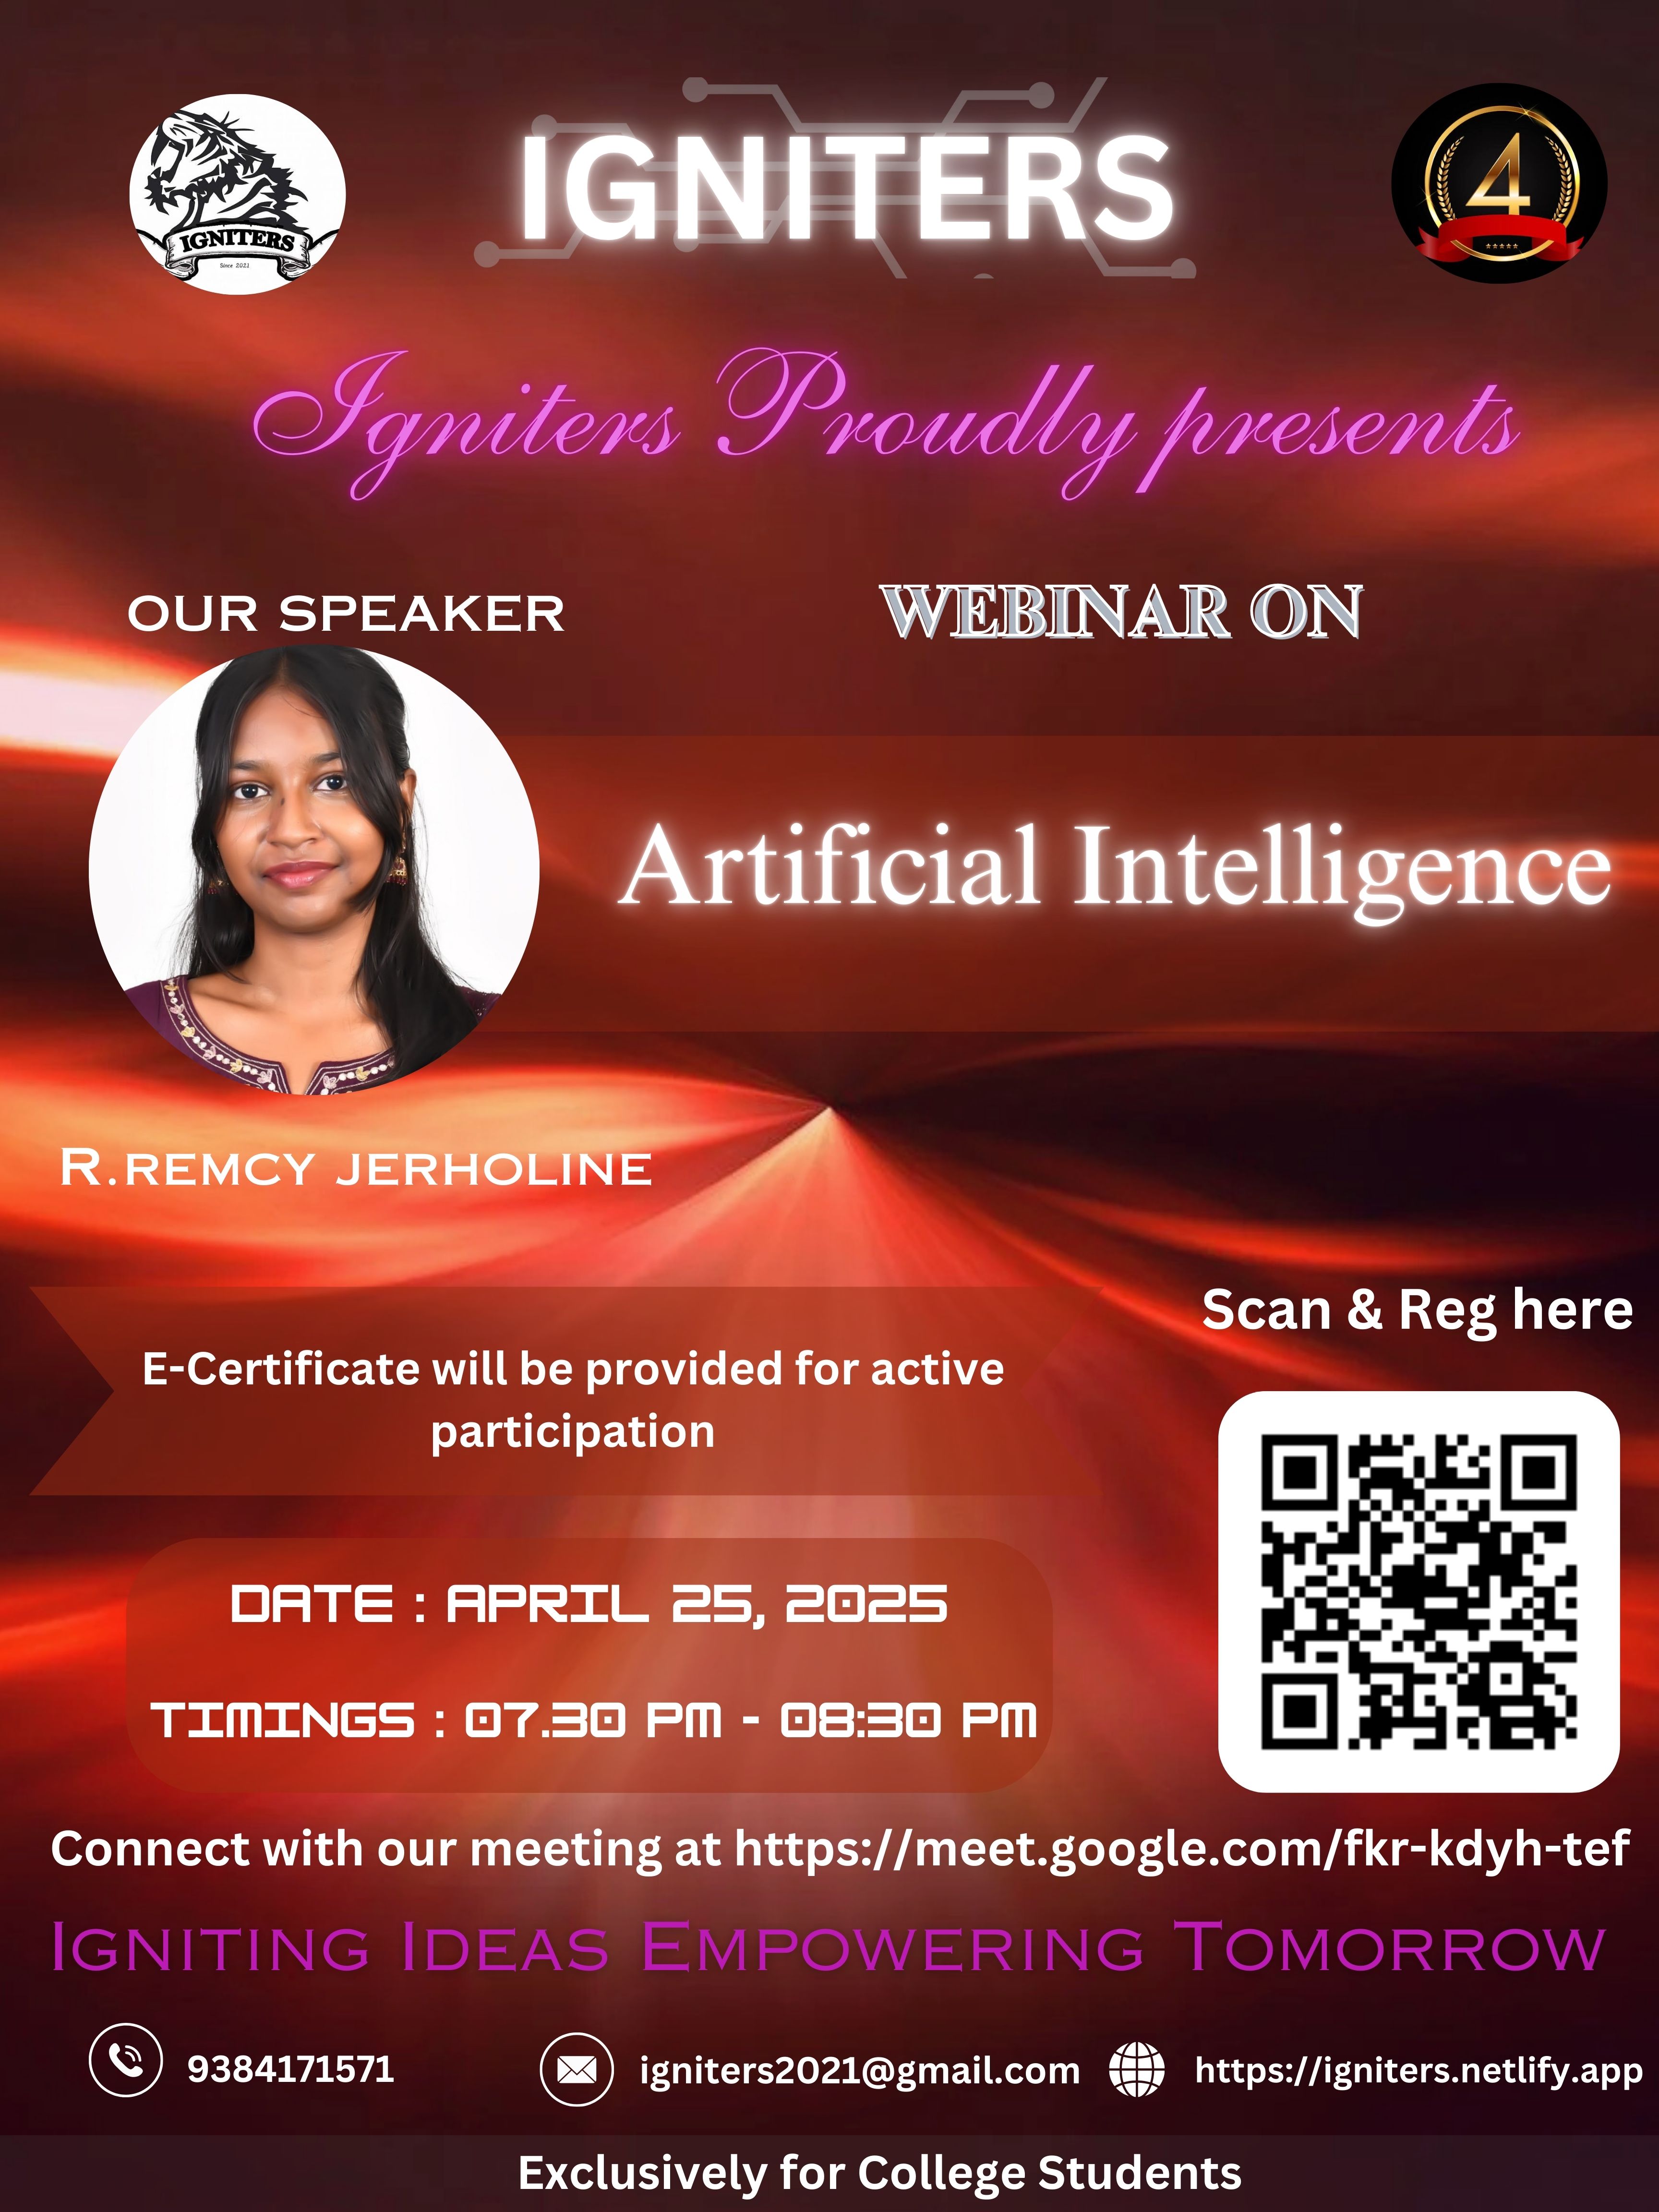 IGNITERS
Since 2021
IGNITERS
4
Igniters Proudly presents
OUR SPEAKER
WEBINAR ON
Artificial Intelligence
R.REMCY JERHOLINE
E-Certificate will be provided for active
participation
Scan & Reg here
DATE : APRIL 25, 2025
TIMINGS : 07.30 PM - 08:30 PM
Connect with our meeting at https://meet.google.com/fkr-kdyh-tef
IGNITING IDEAS EMPOWERING TOMORROW
9384171571
igniters2021@gmail.com
https://igniters.netlify.app
Exclusively for College Students